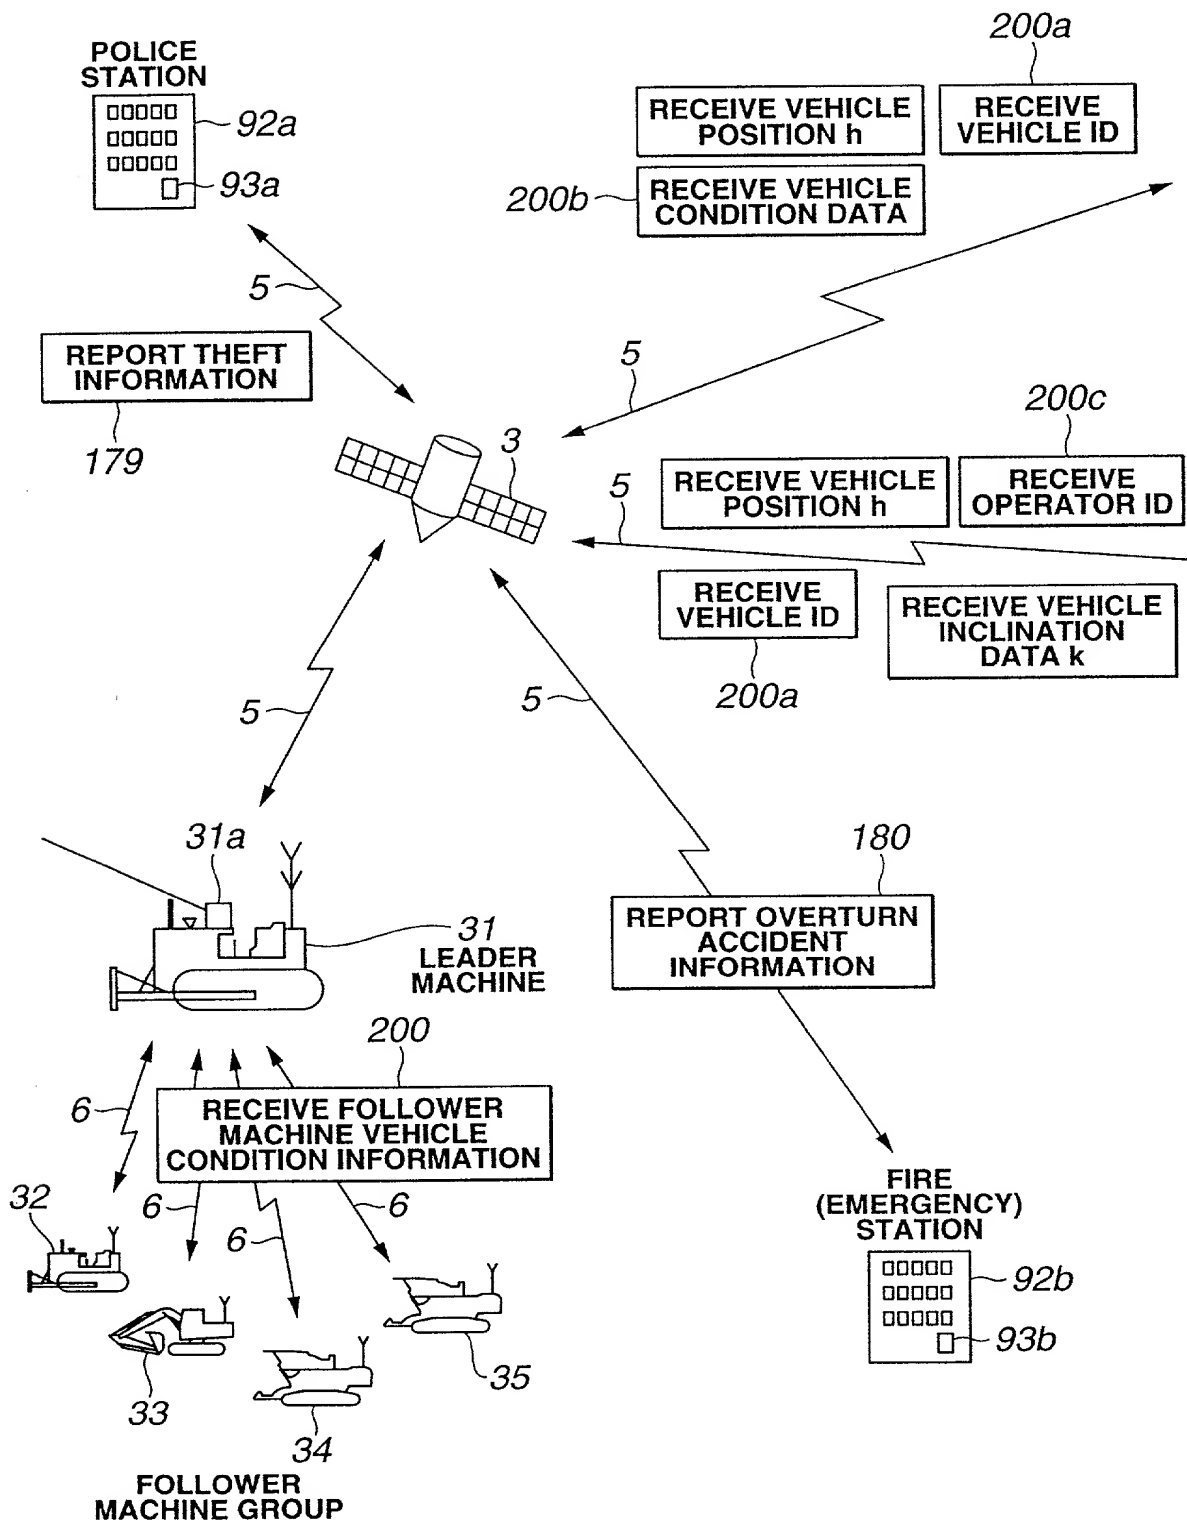 POLICE
STATION
92a
93a
200a
RECEIVE VEHICLE
POSITION h
RECEIVE
VEHICLE ID
200b
RECEIVE VEHICLE
CONDITION DATA
5
REPORT THEFT
INFORMATION
179
5
3
200c
5
RECEIVE VEHICLE
POSITION h
RECEIVE
OPERATOR ID
RECEIVE
VEHICLE ID
200a
RECEIVE VEHICLE
INCLINATION
DATA k
5
5
31a
31
LEADER
MACHINE
180
REPORT OVERTURN
ACCIDENT
INFORMATION
200
RECEIVE FOLLOWER
MACHINE VEHICLE
CONDITION INFORMATION
6
6
6
6
32
33
34
35
FOLLOWER
MACHINE GROUP
FIRE
(EMERGENCY)
STATION
92b
93b